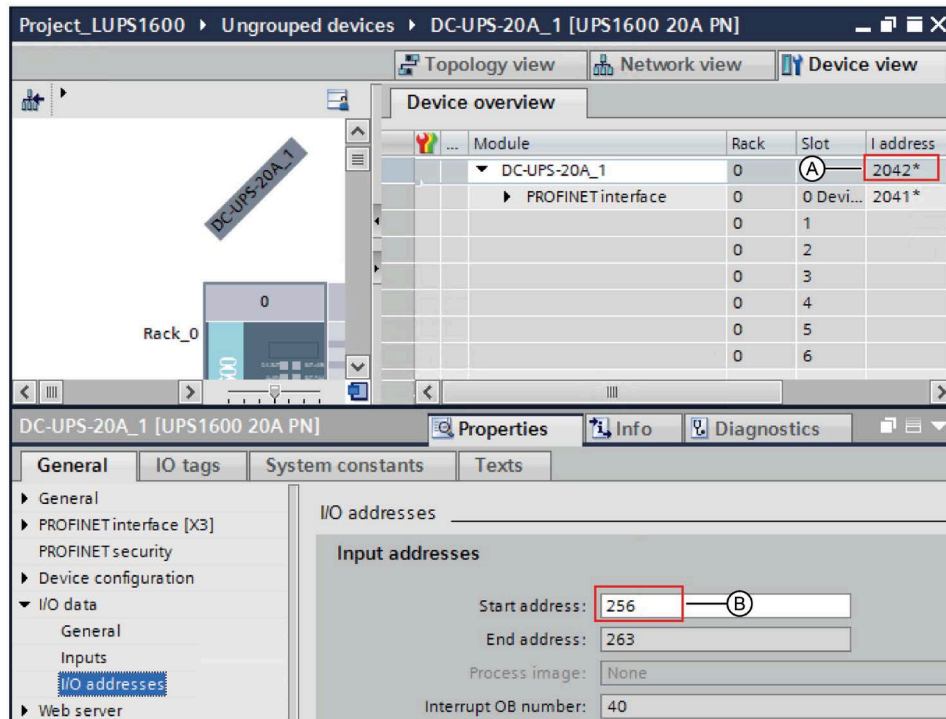 Project_LUPS1600 ▸ Ungrouped devices ▸ DC-UPS-20A_1 [UPS1600 20A PN]
Topology view Network view Device view
Device overview
... Module Rack Slot I address
DC-UPS-20A_1 0 A 2042*
PROFINET interface 0 0 Devi... 2041*
0 1
0 2
0 3
0 4
0 5
0 6
DC-UPS-20A_1
0
Rack_0
DC-UPS-20A_1 [UPS1600 20A PN] Properties Info Diagnostics
General IO tags System constants Texts
General
PROFINET interface [X3]
PROFINET security
Device configuration
I/O data
General
Inputs
I/O addresses
Web server
I/O addresses
Input addresses
Start address: 256 B
End address: 263
Process image: None
Interrupt OB number: 40